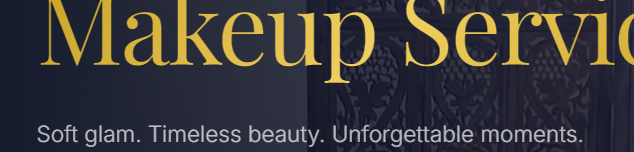 Makeup Servic
Soft glam. Timeless beauty. Unforgettable moments.